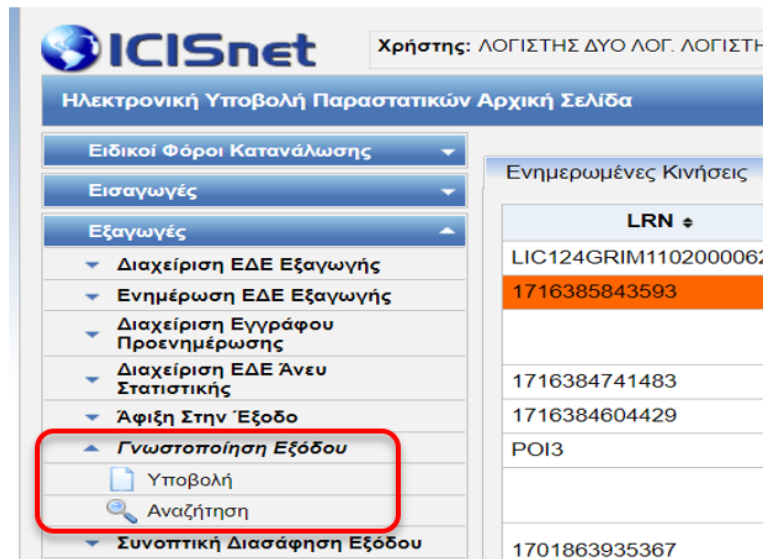 ICISnet
Χρήστης: ΛΟΓΙΣΤΗΣ ΔΥΟ ΛΟΓ. ΛΟΓΙΣΤΗ
Ηλεκτρονική Υποβολή Παραστατικών Αρχική Σελίδα
Ειδικοί Φόροι Κατανάλωσης
Εισαγωγές
Εξαγωγές
Διαχείριση ΕΔΕ Εξαγωγής
Ενημέρωση ΕΔΕ Εξαγωγής
Διαχείριση Εγγράφου
Προενημέρωσης
Διαχείριση ΕΔΕ Άνευ
Στατιστικής
Άφιξη Στην Έξοδο
Γνωστοποίηση Εξόδου
Υποβολή
Αναζήτηση
Συνοπτική Διασάφηση Εξόδου
Ενημερωμένες Κινήσεις
LRN
LIC124GRIM1102000062
1716385843593
1716384741483
1716384604429
POI3
1701863935367